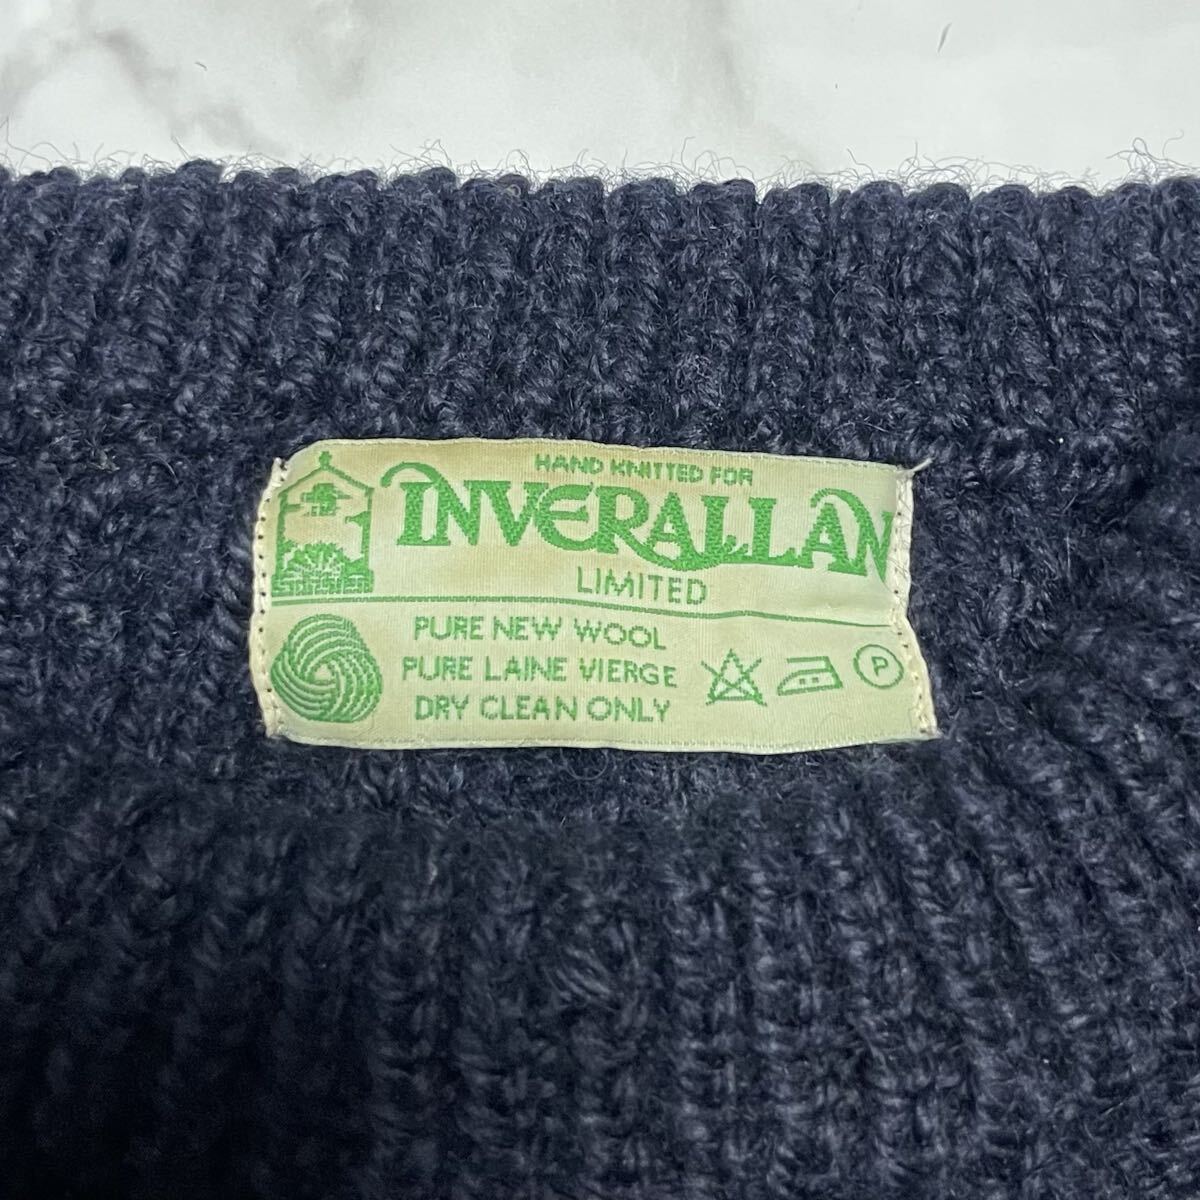 HAND KNITTED FOR
INVERALLAN
LIMITED
PURE NEW WOOL
PURE LAINE VIERGE
DRY CLEAN ONLY
P